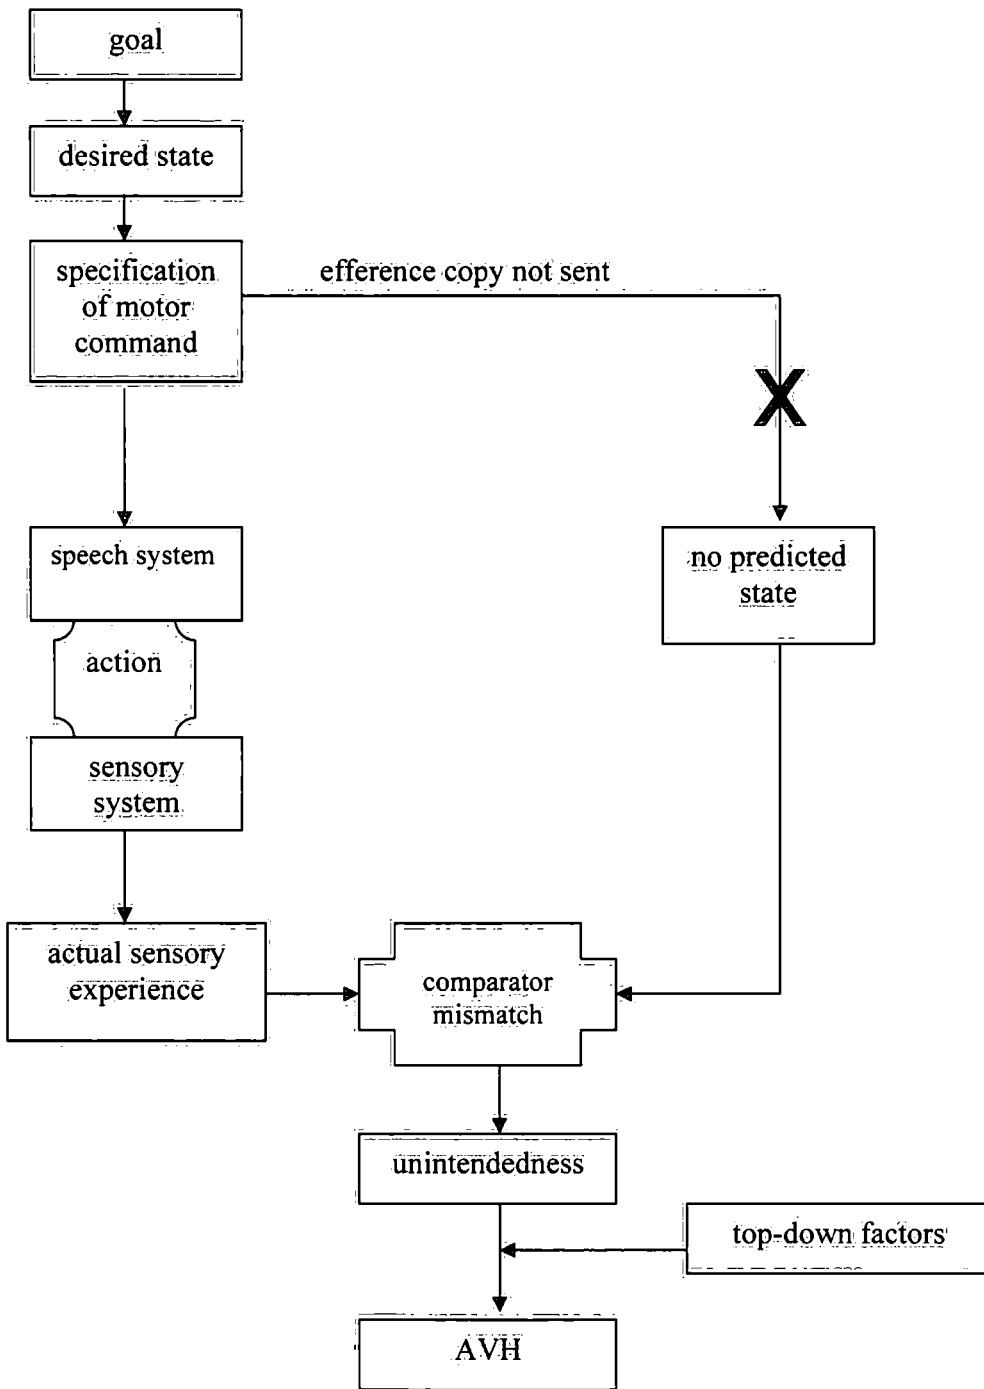 goal
desired state
specification
of motor
command
efference copy not sent
X
speech system
no predicted
state
action
sensory
system
actual sensory
experience
comparator
mismatch
unintendedness
top-down factors
AVH